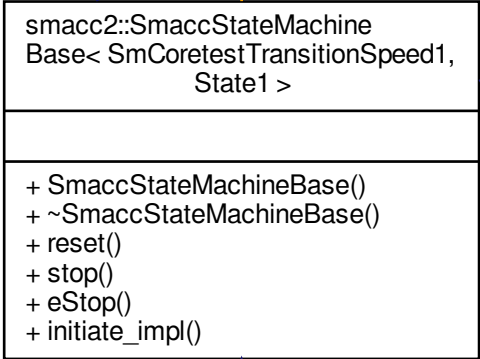 smacc2::SmaccStateMachine
Base< SmCoretestTransitionSpeed1,
State1 >
+ SmaccStateMachineBase()
+ ~SmaccStateMachineBase()
+ reset()
+ stop()
+ eStop()
+ initiate_impl()